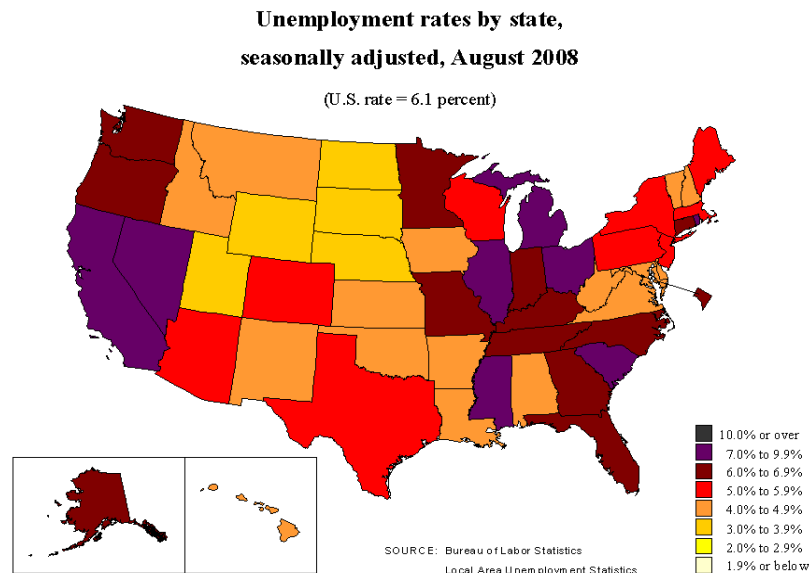 Unemployment rates by state,
seasonally adjusted, August 2008
(U.S. rate = 6.1 percent)
10.0% or over
7.0% to 9.9%
6.0% to 6.9%
5.0% to 5.9%
4.0% to 4.9%
3.0% to 3.9%
2.0% to 2.9%
1.9% or below
SOURCE: Bureau of Labor Statistics
Local Area Unemployment Statistics